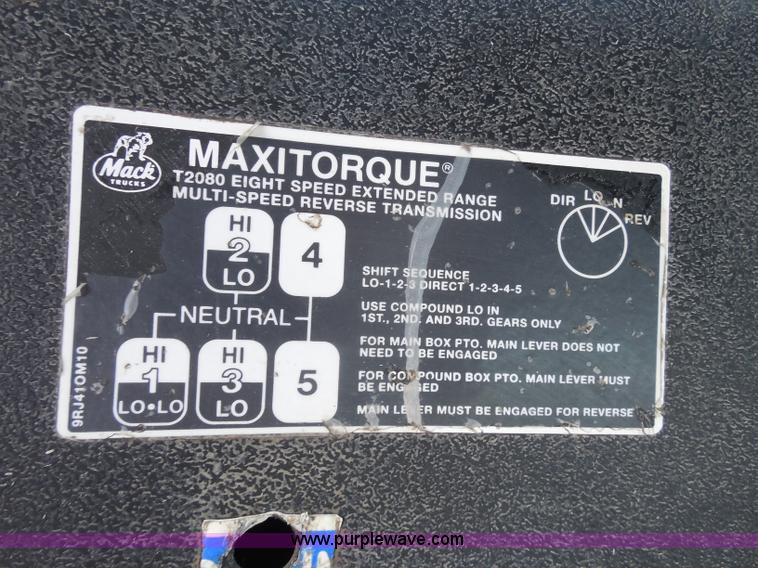 Mack
TRUCKS
MAXITORQUE®
T2080 EIGHT SPEED EXTENDED RANGE
MULTI-SPEED REVERSE TRANSMISSION
DIR LO N REV
HI
2
LO
4
NEUTRAL
HI
1
LO•LO
HI
3
LO
5
SHIFT SEQUENCE
LO-1-2-3 DIRECT 1-2-3-4-5
USE COMPOUND LO IN
1ST., 2ND. AND 3RD. GEARS ONLY
FOR MAIN BOX PTO. MAIN LEVER DOES NOT
NEED TO BE ENGAGED
FOR COMPOUND BOX PTO. MAIN LEVER MUST
BE ENGAGED
MAIN LEVER MUST BE ENGAGED FOR REVERSE
9RJ41OM10
www.purplewave.com